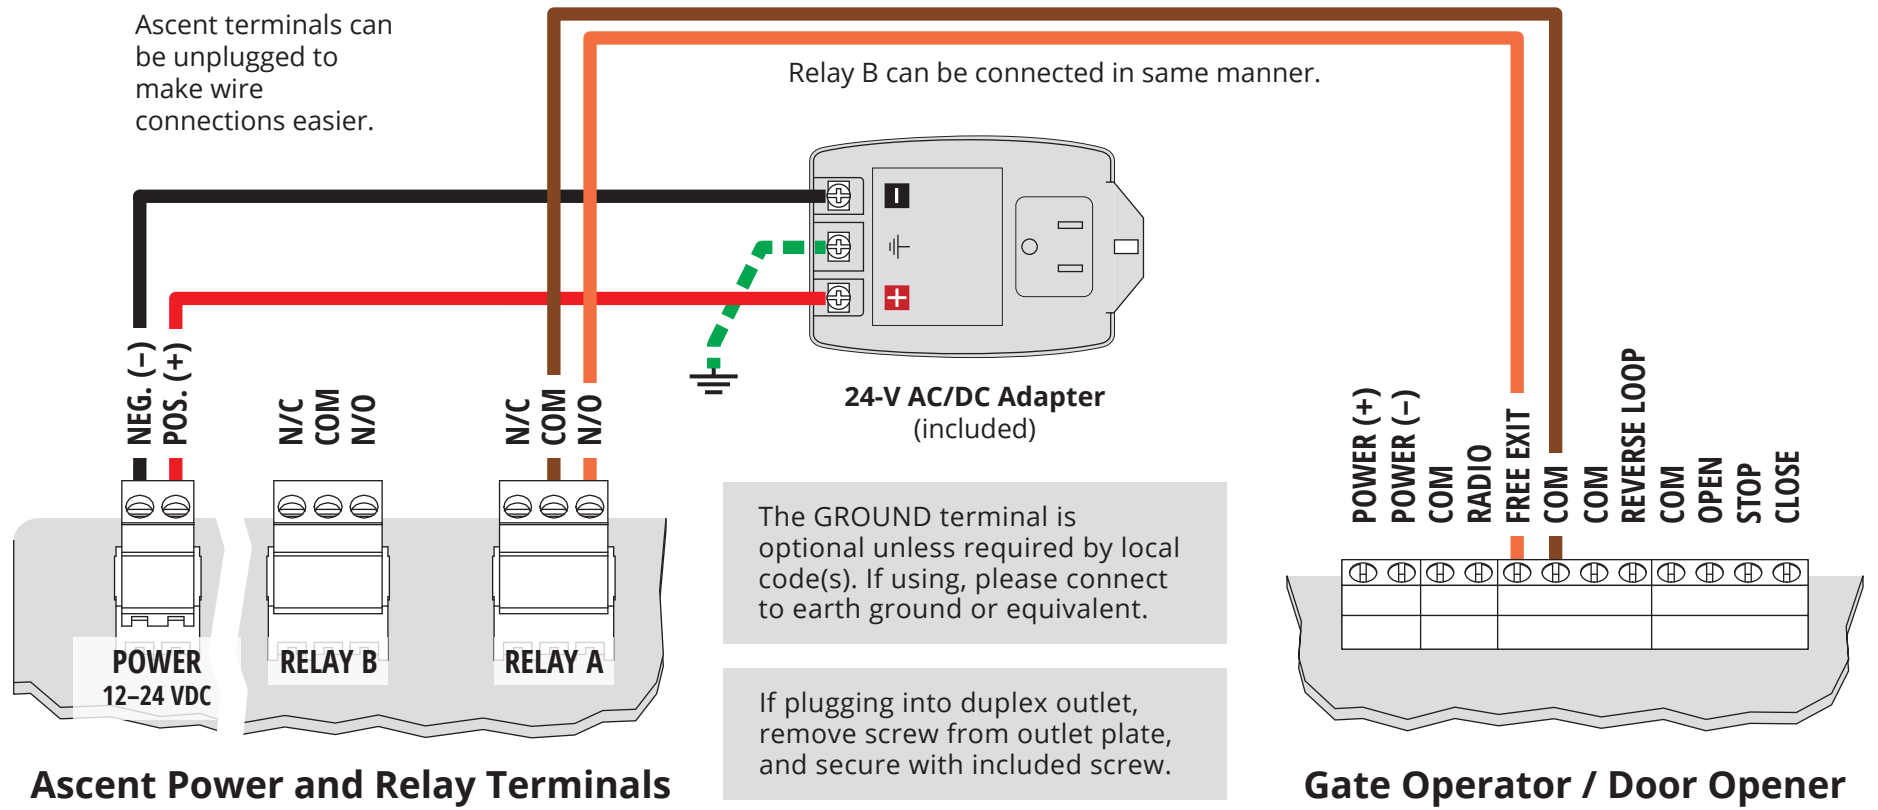 Ascent terminals can
be unplugged to
make wire
connections easier.
Relay B can be connected in same manner.
24-V AC/DC Adapter
(included)
NEG. (−)
POS. (+)
N/C
COM
N/O
N/C
COM
N/O
POWER
12–24 VDC
RELAY B
RELAY A
The GROUND terminal is
optional unless required by local
code(s). If using, please connect
to earth ground or equivalent.
If plugging into duplex outlet,
remove screw from outlet plate,
and secure with included screw.
POWER (+)
POWER (−)
COM
RADIO
FREE EXIT
COM
COM
REVERSE LOOP
COM
OPEN
STOP
CLOSE
Ascent Power and Relay Terminals
Gate Operator / Door Opener